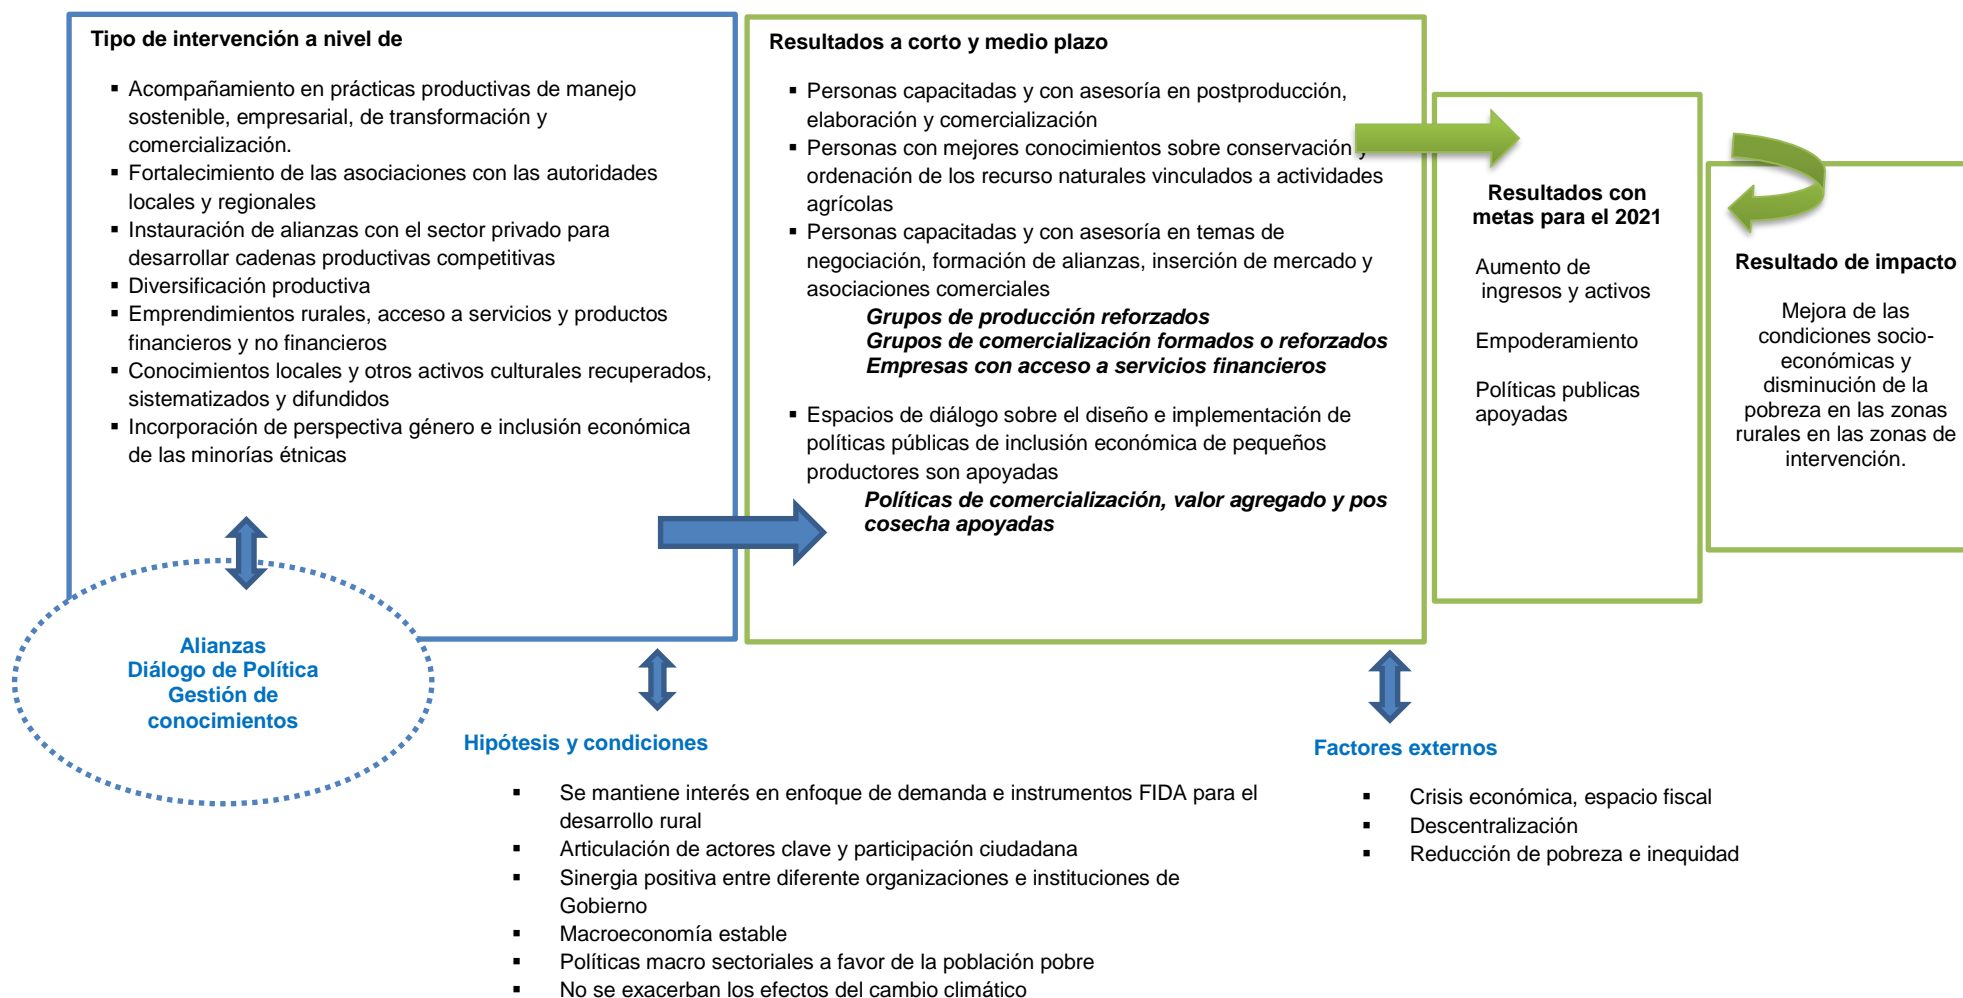 Tipo de intervención a nivel de
▪ Acompañamiento en prácticas productivas de manejo
sostenible, empresarial, de transformación y
comercialización.
▪ Fortalecimiento de las asociaciones con las autoridades
locales y regionales
▪ Instauración de alianzas con el sector privado para
desarrollar cadenas productivas competitivas
▪ Diversificación productiva
▪ Emprendimientos rurales, acceso a servicios y productos
financieros y no financieros
▪ Conocimientos locales y otros activos culturales recuperados,
sistematizados y difundidos
▪ Incorporación de perspectiva género e inclusión económica
de las minorías étnicas
Alianzas
Diálogo de Política
Gestión de
conocimientos
Resultados a corto y medio plazo
▪ Personas capacitadas y con asesoría en postproducción,
elaboración y comercialización
▪ Personas con mejores conocimientos sobre conservación y
ordenación de los recurso naturales vinculados a actividades
agrícolas
▪ Personas capacitadas y con asesoría en temas de
negociación, formación de alianzas, inserción de mercado y
asociaciones comerciales
Grupos de producción reforzados
Grupos de comercialización formados o reforzados
Empresas con acceso a servicios financieros
▪ Espacios de diálogo sobre el diseño e implementación de
políticas públicas de inclusión económica de pequeños
productores son apoyadas
Políticas de comercialización, valor agregado y pos
cosecha apoyadas
Resultados con
metas para el 2021
Aumento de
ingresos y activos
Empoderamiento
Políticas publicas
apoyadas
Resultado de impacto
Mejora de las
condiciones socio-
económicas y
disminución de la
pobreza en las zonas
rurales en las zonas de
intervención.
Hipótesis y condiciones
▪ Se mantiene interés en enfoque de demanda e instrumentos FIDA para el
desarrollo rural
▪ Articulación de actores clave y participación ciudadana
▪ Sinergia positiva entre diferente organizaciones e instituciones de
Gobierno
▪ Macroeconomía estable
▪ Políticas macro sectoriales a favor de la población pobre
▪ No se exacerban los efectos del cambio climático
Factores externos
▪ Crisis económica, espacio fiscal
▪ Descentralización
▪ Reducción de pobreza e inequidad